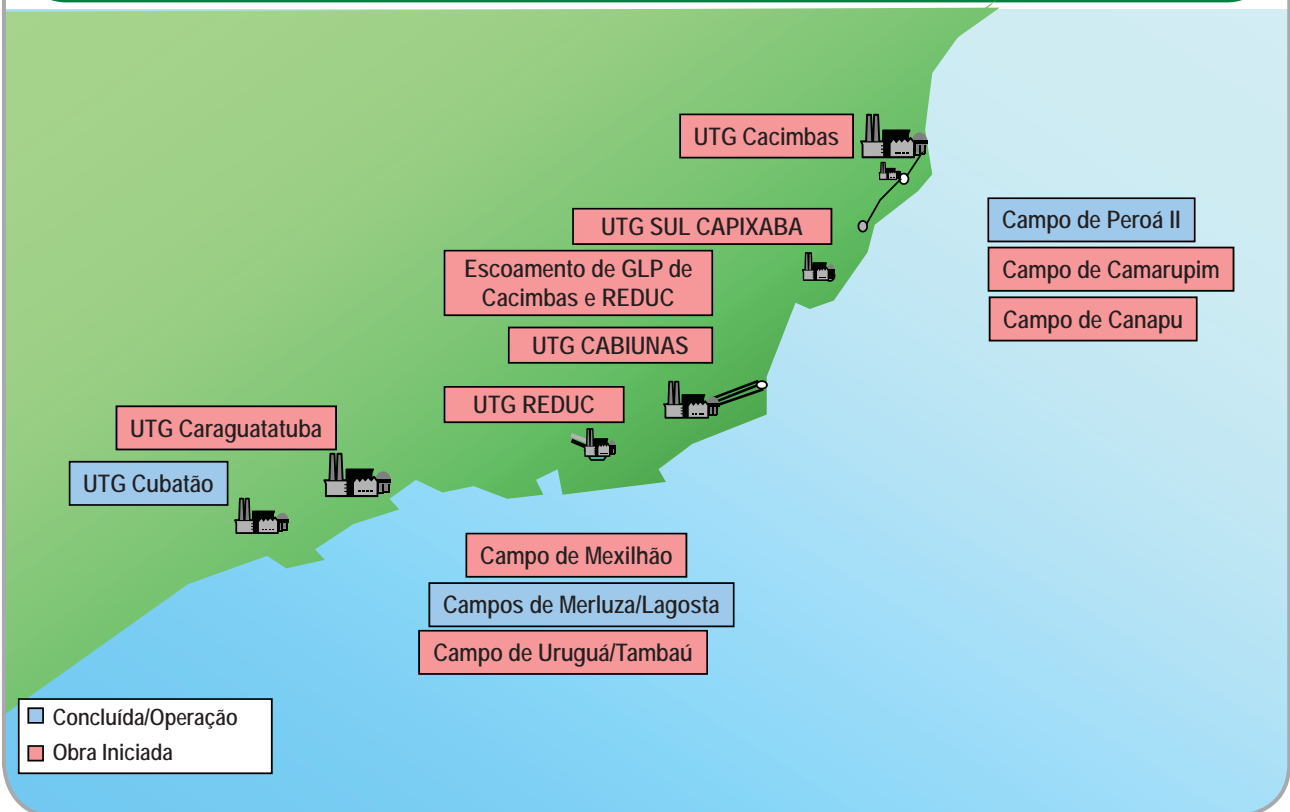 UTG Cacimbas
Campo de Peroá II
UTG SUL CAPIXABA
Escoamento de GLP de
Cacimbas e REDUC
Campo de Camarupim
Campo de Canapu
UTG CABIUNAS
UTG REDUC
UTG Caraguatatuba
UTG Cubatão
Campo de Mexilhão
Campos de Merluza/Lagosta
Campo de Uruguá/Tambaú
Concluída/Operação
Obra Iniciada